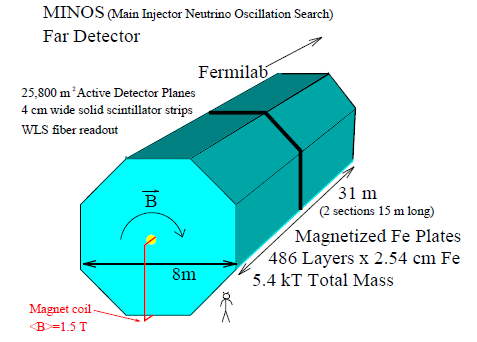 MINOS (Main Injector Neutrino Oscillation Search)
Far Detector
Fermilab
25,800 m² Active Detector Planes
4 cm wide solid scintillator strips
WLS fiber readout
B
8m
31 m
(2 sections 15 m long)
Magnetized Fe Plates
486 Layers x 2.54 cm Fe
5.4 kT Total Mass
Magnet coil
<B>=1.5 T